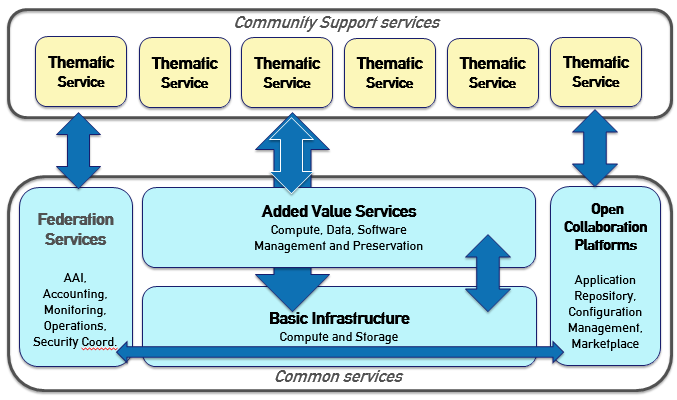 Community Support services
Thematic
Service
Thematic
Service
Thematic
Service
Thematic
Service
Thematic
Service
Thematic
Service
Federation
Services
AAI,
Accounting,
Monitoring,
Operations,
Security Coord.
Added Value Services
Compute, Data, Software
Management and Preservation
Basic Infrastructure
Compute and Storage
Open
Collaboration
Platforms
Application
Repository,
Configuration
Management,
Marketplace
Common services